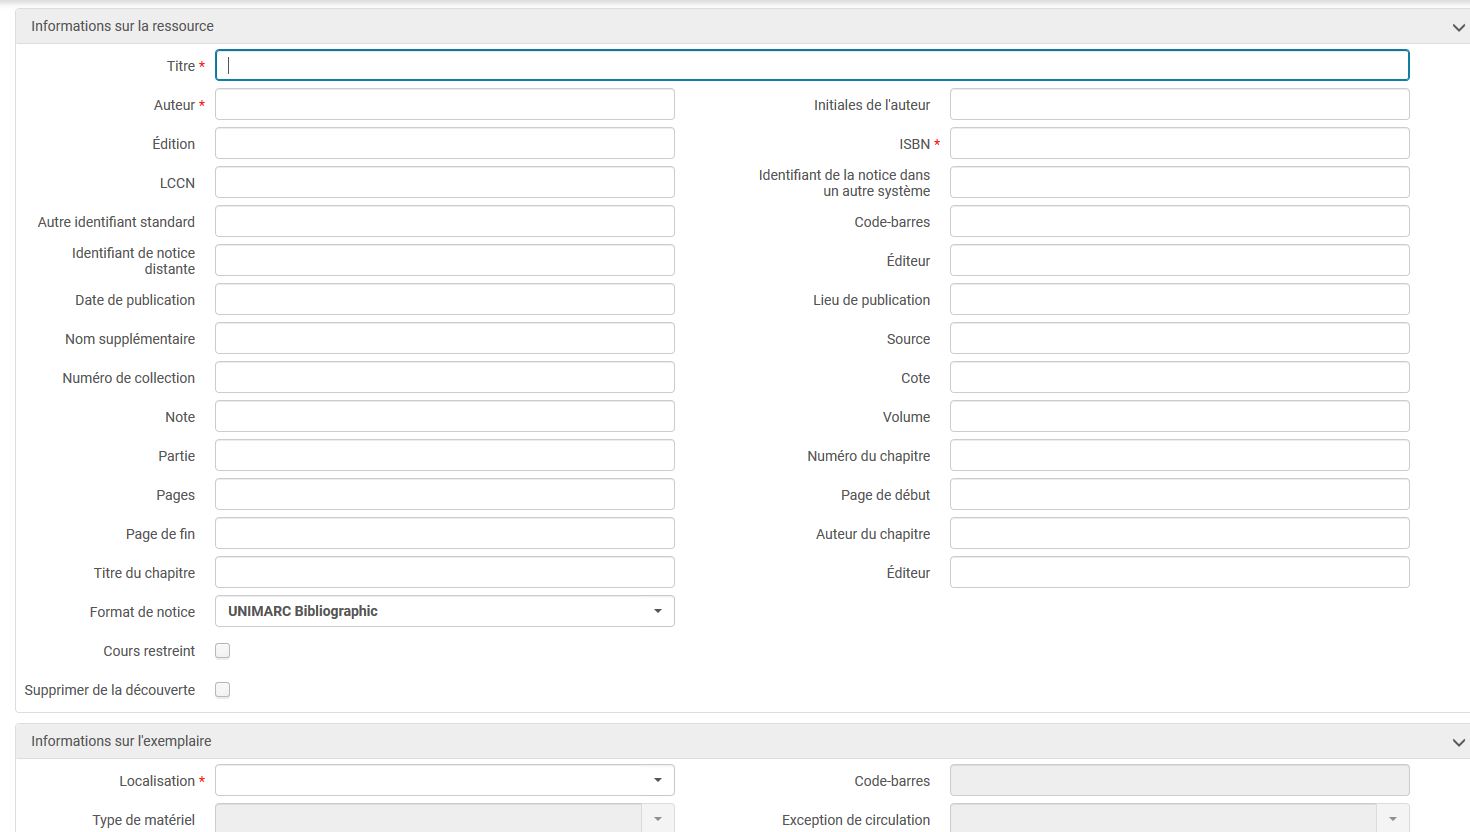 Informations sur la ressource
Titre *
Auteur *
Initiales de l'auteur
Édition
ISBN *
LCCN
Identifiant de la notice dans
un autre système
Autre identifiant standard
Code-barres
Identifiant de notice
distante
Éditeur
Date de publication
Lieu de publication
Nom supplémentaire
Source
Numéro de collection
Cote
Note
Volume
Partie
Numéro du chapitre
Pages
Page de début
Page de fin
Auteur du chapitre
Titre du chapitre
Éditeur
Format de notice
UNIMARC Bibliographic
Cours restreint
Supprimer de la découverte
Informations sur l'exemplaire
Localisation *
Code-barres
Type de matériel
Exception de circulation